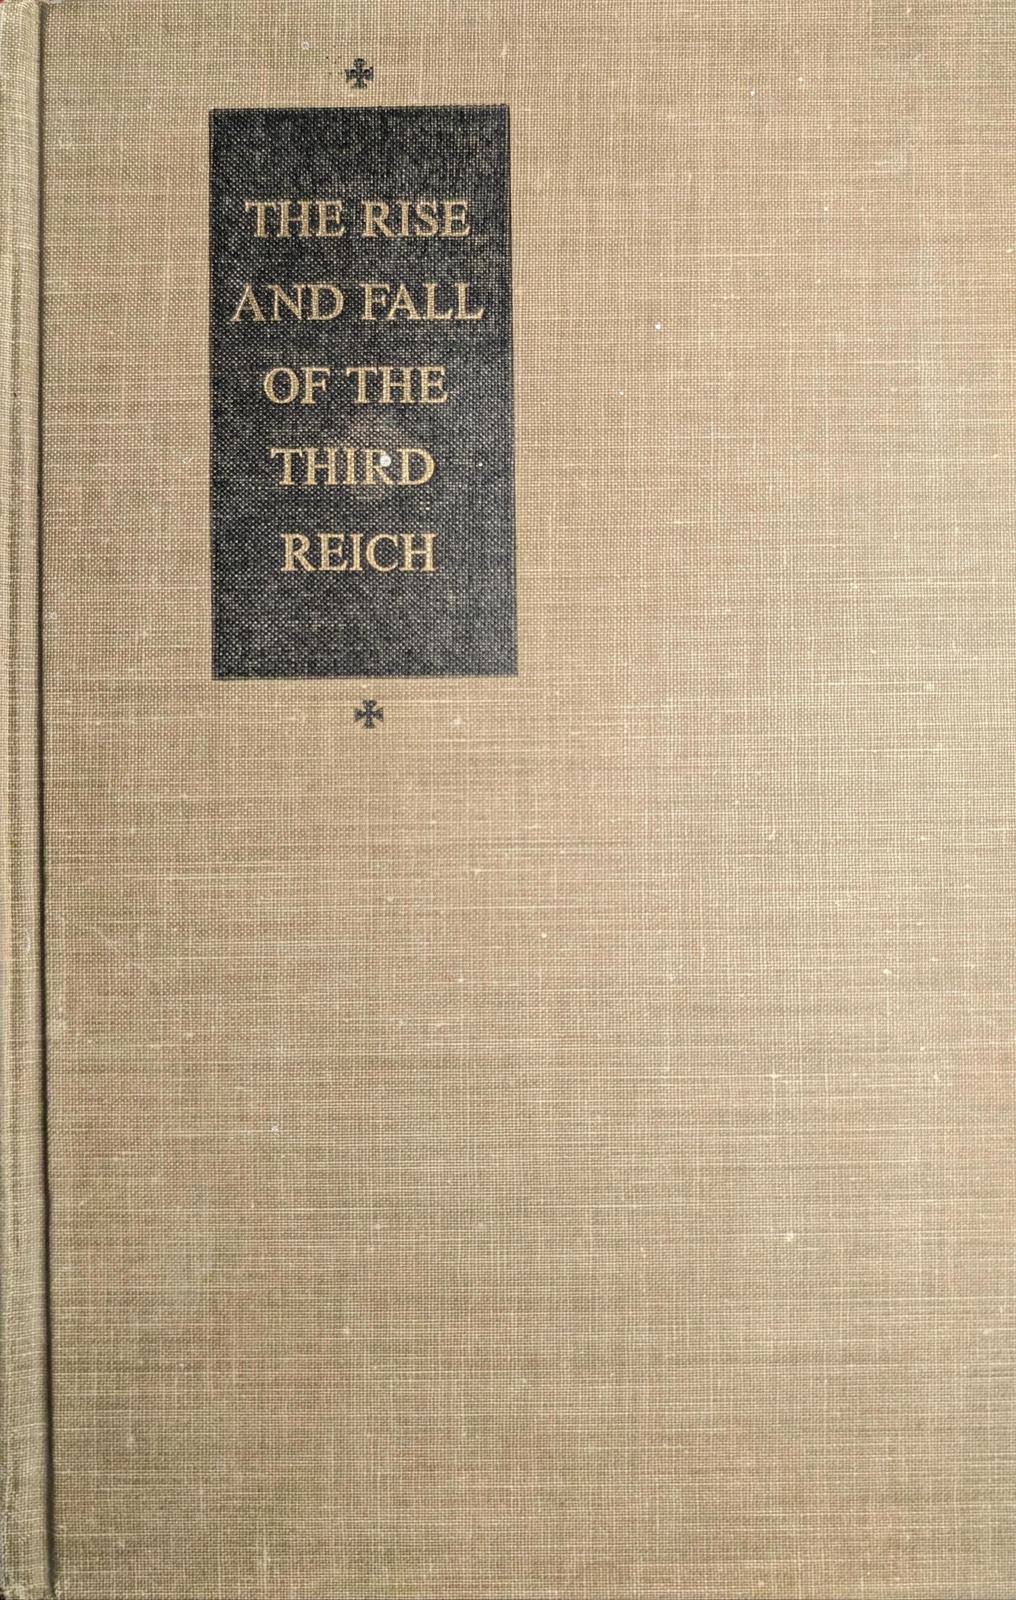 THE RISE
AND FALL
OF THE
THIRD
REICH